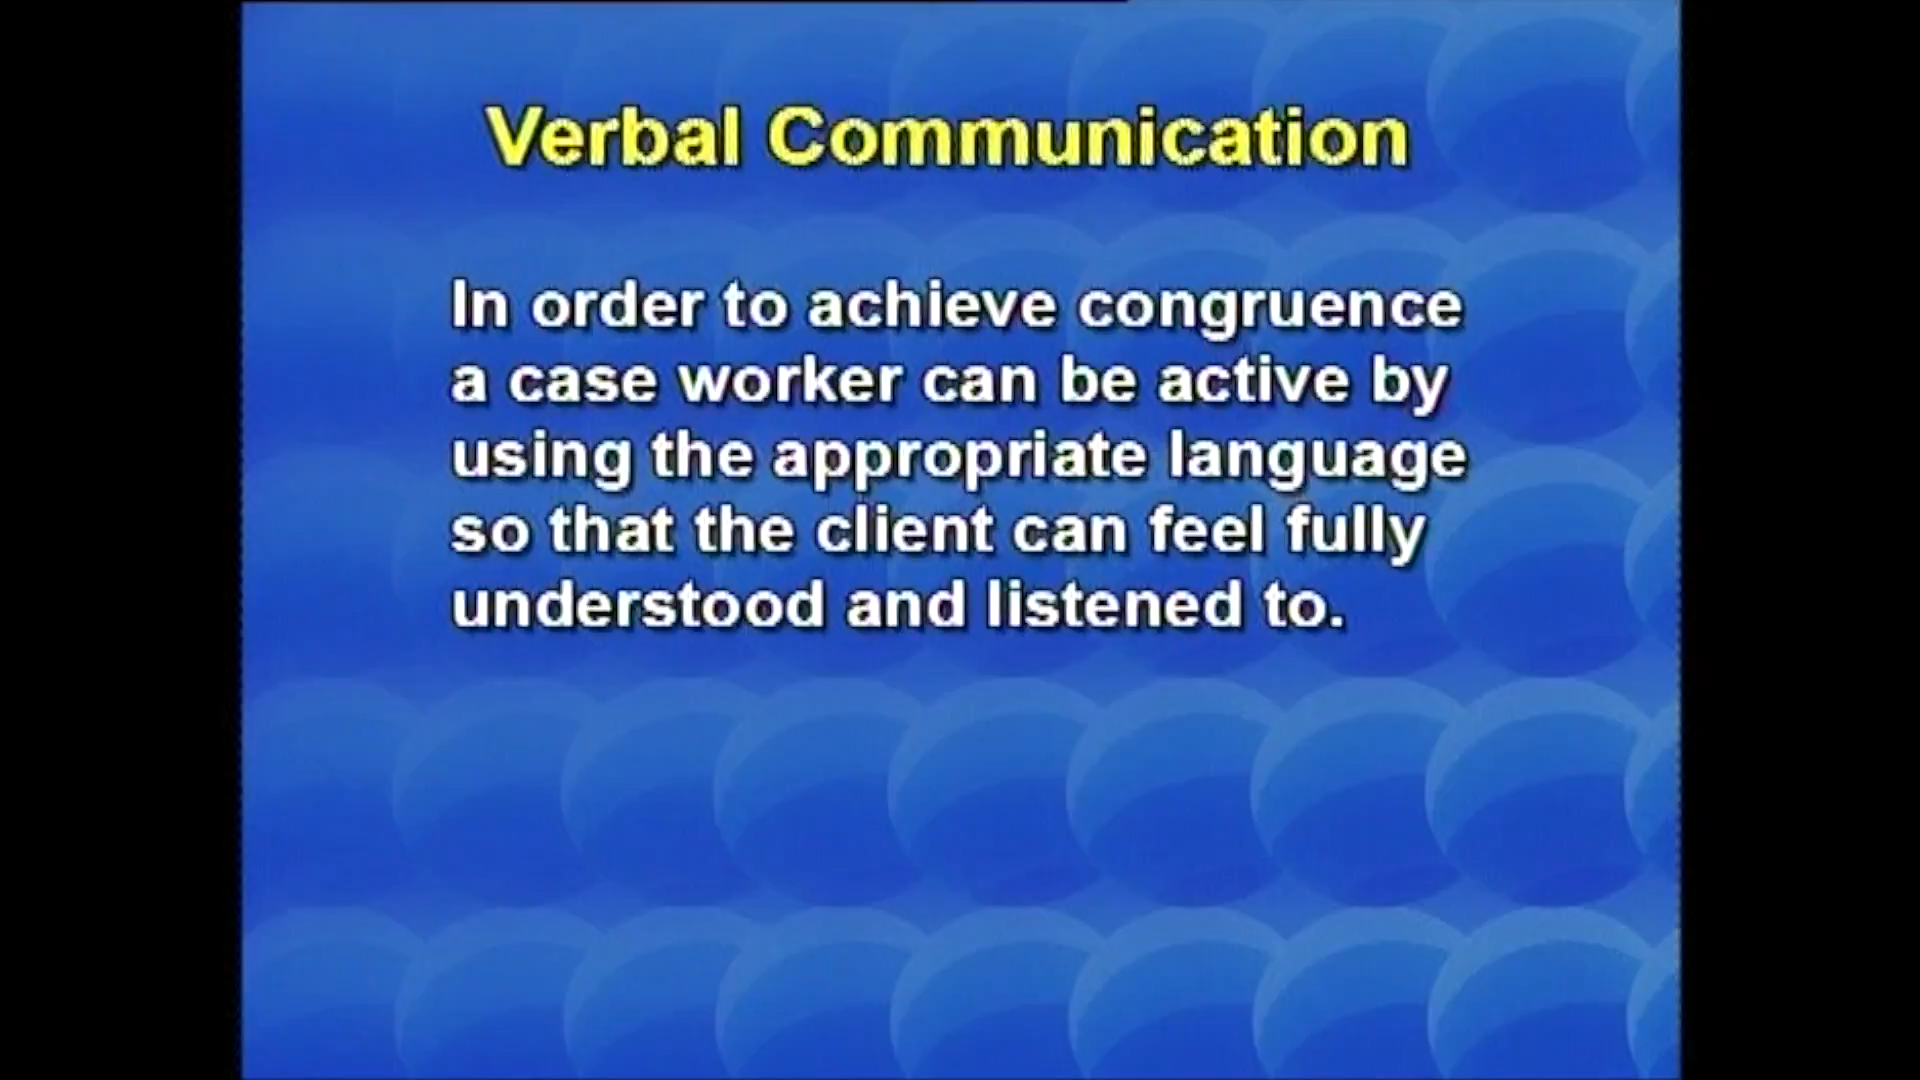 Verbal Communication
In order to achieve congruence
a case worker can be active by
using the appropriate language
so that the client can feel fully
understood and listened to.